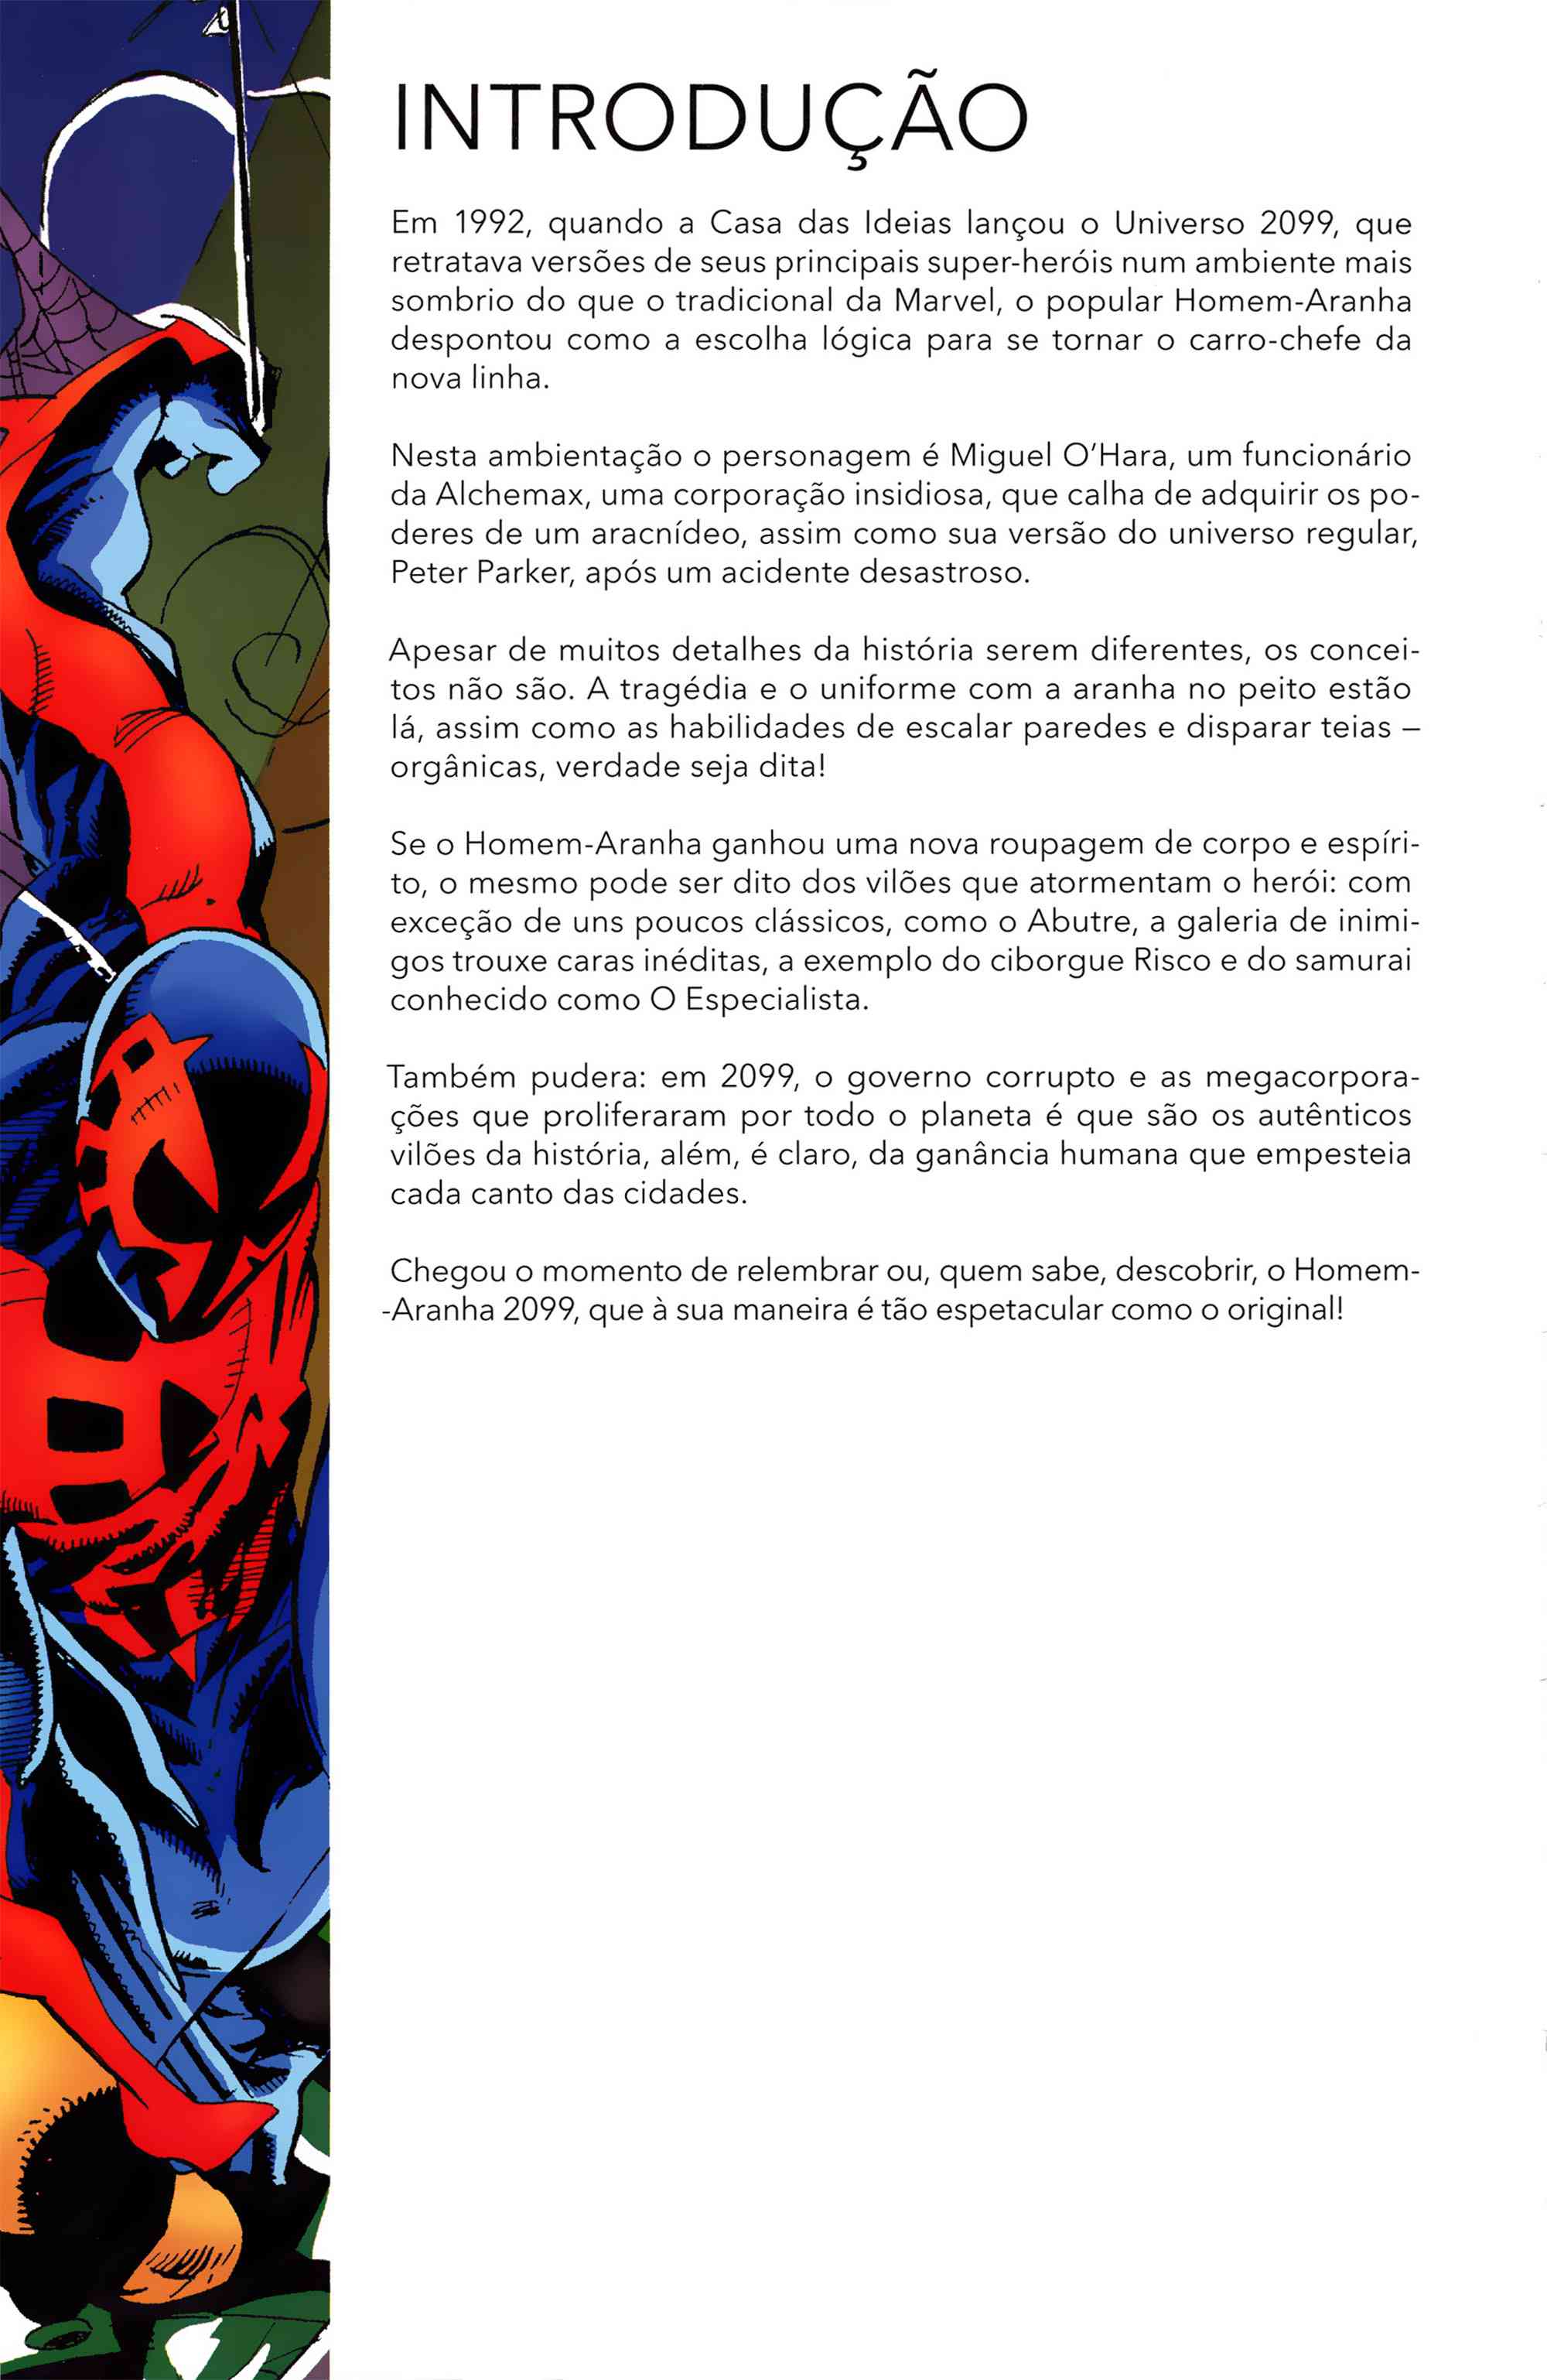 INTRODUÇÃO
Em 1992, quando a Casa das Ideias lançou o Universo 2099, que
retratava versões de seus principais super-heróis num ambiente mais
sombrio do que o tradicional da Marvel, o popular Homem-Aranha
despontou como a escolha lógica para se tornar o carro-chefe da
nova linha.
Nesta ambientação o personagem é Miguel O'Hara, um funcionário
da Alchemax, uma corporação insidiosa, que calha de adquirir os po-
deres de um aracnídeo, assim como sua versão do universo regular,
Peter Parker, após um acidente desastroso.
Apesar de muitos detalhes da história serem diferentes, os concei-
tos não são. A tragédia e o uniforme com a aranha no peito estão
lá, assim como as habilidades de escalar paredes e disparar teias –
orgânicas, verdade seja dita!
Se o Homem-Aranha ganhou uma nova roupagem de corpo e espíri-
to, o mesmo pode ser dito dos vilões que atormentam o herói: com
exceção de uns poucos clássicos, como o Abutre, a galeria de inimi-
gos trouxe caras inéditas, a exemplo do ciborgue Risco e do samurai
conhecido como O Especialista.
Também pudera: em 2099, o governo corrupto e as megacorpora-
ções que proliferaram por todo o planeta é que são os autênticos
vilões da história, além, é claro, da ganância humana que empesteia
cada canto das cidades.
Chegou o momento de relembrar ou, quem sabe, descobrir, o Homem-
-Aranha 2099, que à sua maneira é tão espetacular como o original!